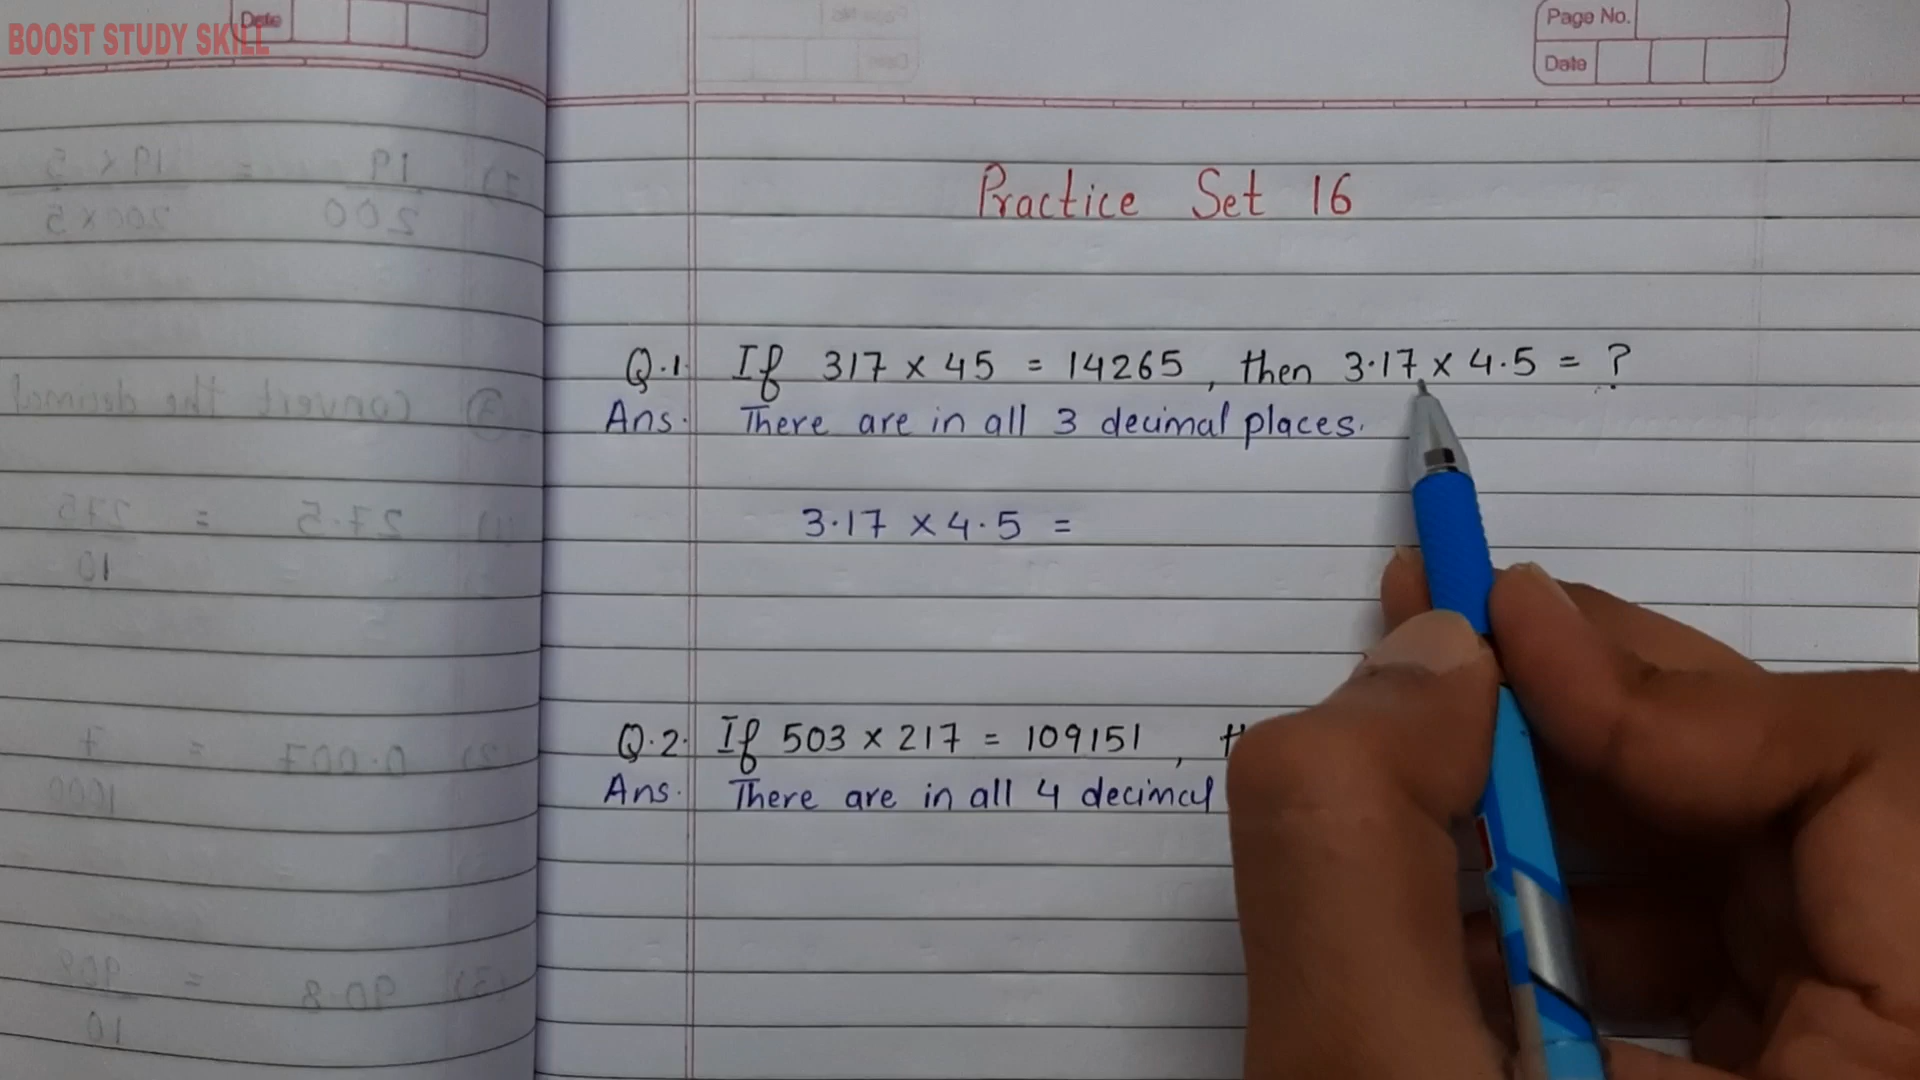 BOOST STUDY SKILL
Date
Page No.
Date
Practice Set 16
Q.1. If 317 × 45 = 14265, then 3.17 × 4.5 = ?
Ans. There are in all 3 decimal places.
3.17 × 4.5 =
Q.2. If 503 × 217 = 109151,
Ans. There are in all 4 decimal